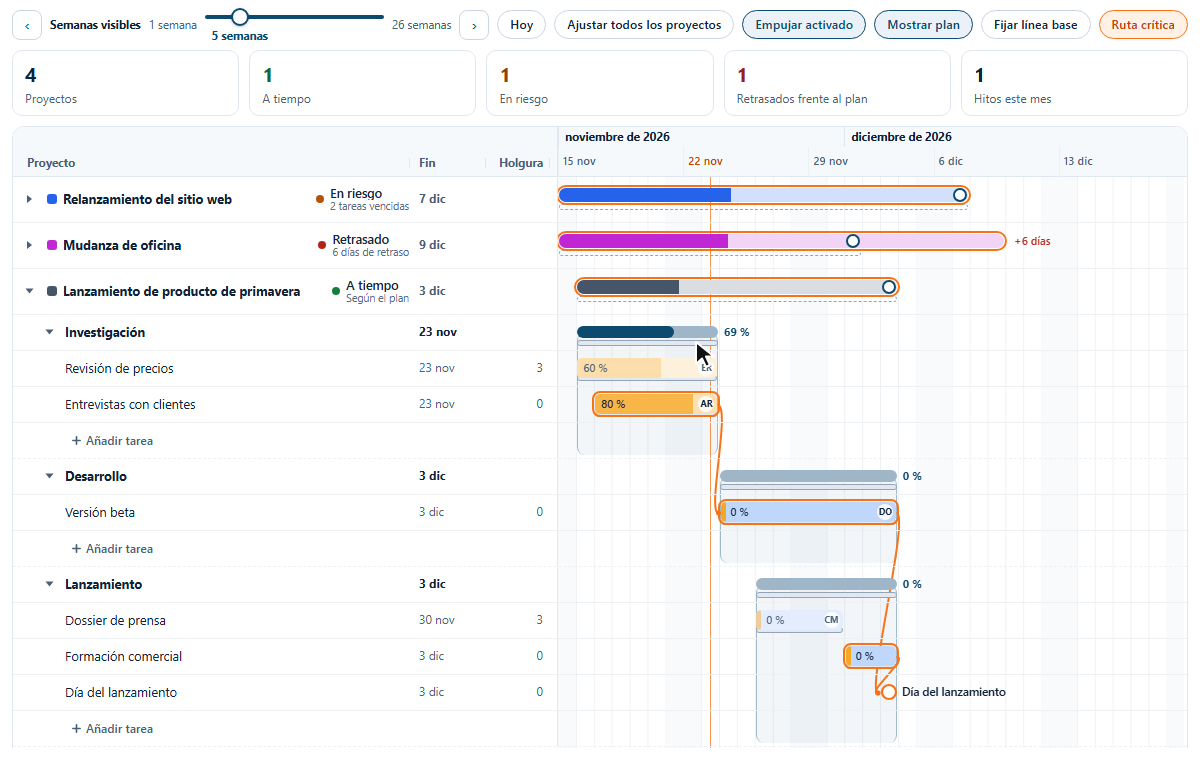 ‹ Semanas visibles 1 semana 26 semanas › Hoy Ajustar todos los proyectos Empujar activado Mostrar plan Fijar línea base Ruta crítica
5 semanas
4 1 1 1 1
Proyectos A tiempo En riesgo Retrasados frente al plan Hitos este mes
noviembre de 2026 diciembre de 2026
Proyecto Fin Holgura 15 nov 22 nov 29 nov 6 dic 13 dic
Relanzamiento del sitio web En riesgo 7 dic
2 tareas vencidas
Mudanza de oficina Retrasado 9 dic +6 días
6 días de retraso
Lanzamiento de producto de primavera A tiempo 3 dic
Según el plan
Investigación 23 nov 69 %
Revisión de precios 23 nov 3 60 %
Entrevistas con clientes 23 nov 0 80 % AR
+ Añadir tarea
Desarrollo 3 dic 0 %
Versión beta 3 dic 0 0 % DO
+ Añadir tarea
Lanzamiento 3 dic 0 %
Dossier de prensa 30 nov 3 0 % CM
Formación comercial 3 dic 0 0 %
Día del lanzamiento 3 dic 0 Día del lanzamiento
+ Añadir tarea